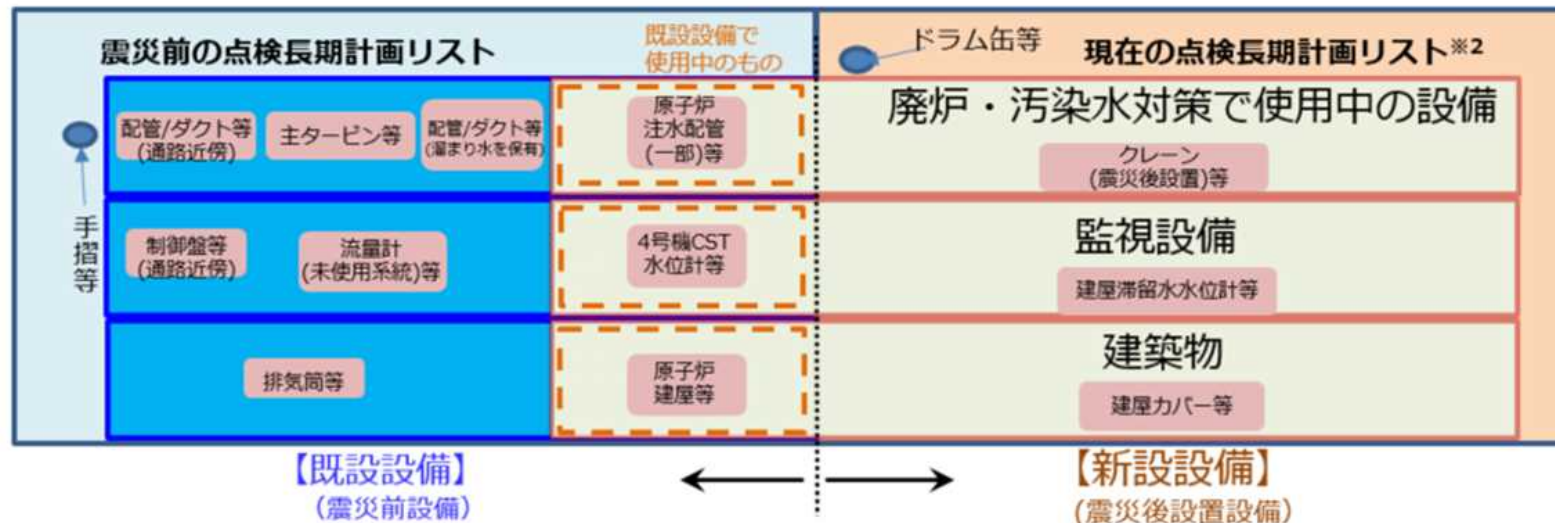 震災前の点検長期計画リスト
既設設備で
使用中のもの
ドラム缶等
現在の点検長期計画リスト※2
手摺等
配管/ダクト等
(通路近傍)
主タービン等
配管/ダクト等
(溜まり水を保有)
原子炉
注水配管
(一部)等
廃炉・汚染水対策で使用中の設備
クレーン
(震災後設置)等
制御盤等
(通路近傍)
流量計
(未使用系統)等
4号機CST
水位計等
監視設備
建屋滞留水水位計等
排気筒等
原子炉
建屋等
建築物
建屋カバー等
【既設設備】
(震災前設備)
【新設設備】
(震災後設置設備)